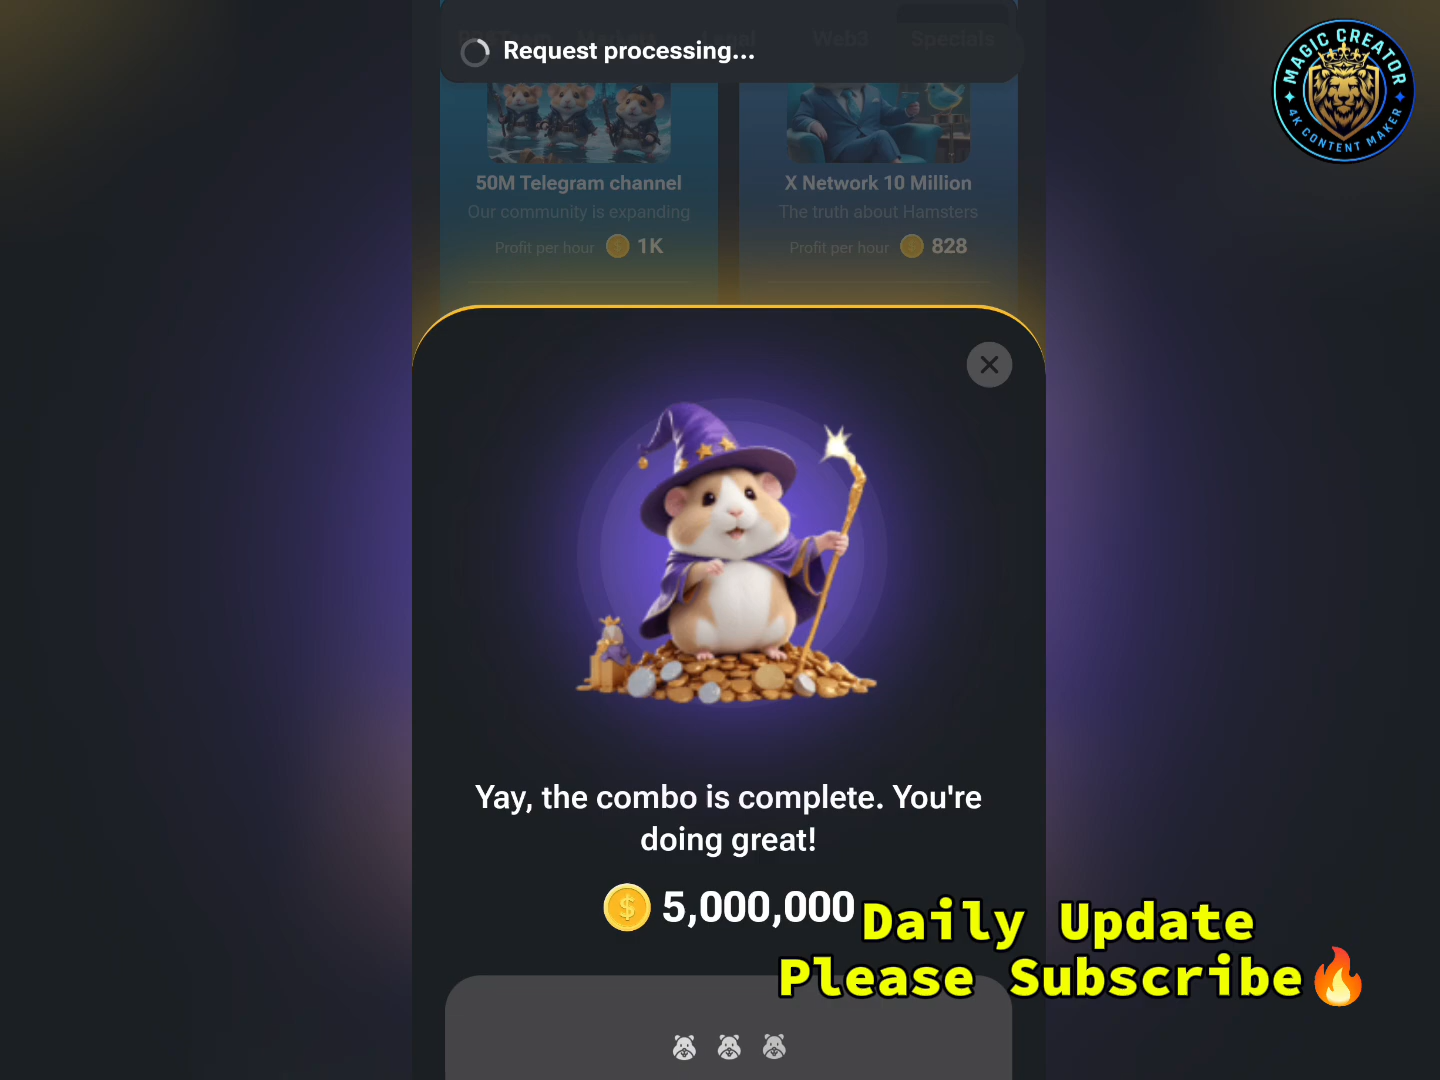 Request processing...
Web3
Specials
50M Telegram channel
X Network 10 Million
Our community is expanding
The truth about Hamsters
Profit per hour 1K
Profit per hour 828
Yay, the combo is complete. You're
doing great!
5,000,000
Daily Update
Please Subscribe🔥
MAGIC CREATOR
4K CONTENT MAKER